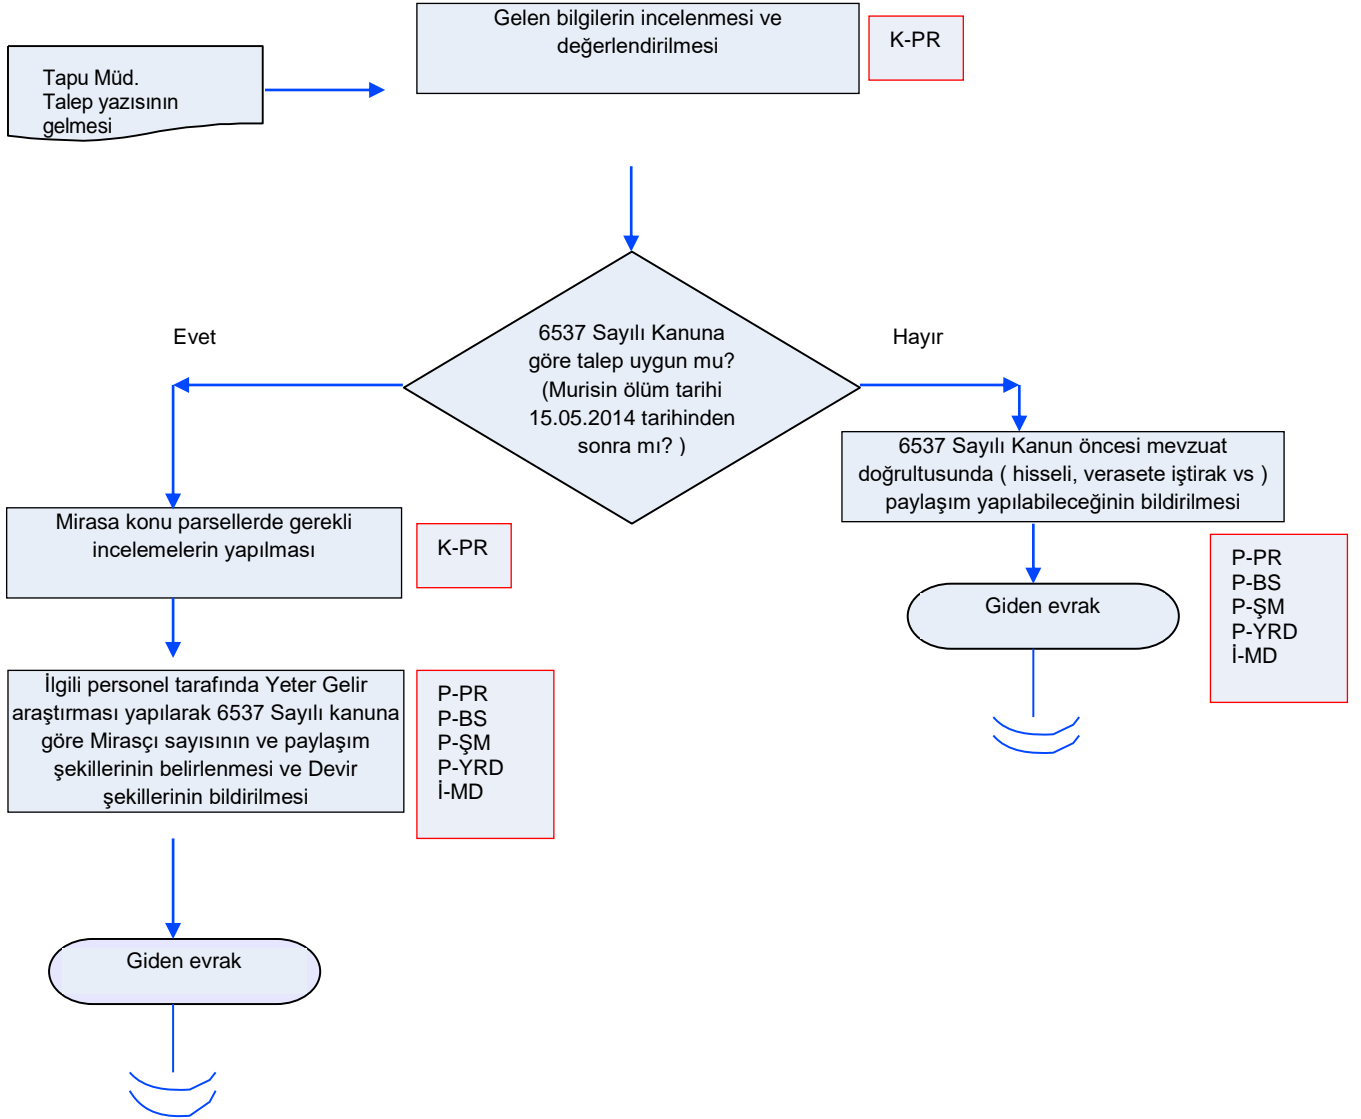 Gelen bilgilerin incelenmesi ve
değerlendirilmesi
K-PR
Tapu Müd.
Talep yazısının
gelmesi
6537 Sayılı Kanuna
göre talep uygun mu?
(Murisin ölüm tarihi
15.05.2014 tarihinden
sonra mı? )
Evet
Hayır
6537 Sayılı Kanun öncesi mevzuat
doğrultusunda ( hisseli, verasete iştirak vs )
paylaşım yapılabileceğinin bildirilmesi
Mirasa konu parsellerde gerekli
incelemelerin yapılması
K-PR
P-PR
P-BS
P-ŞM
P-YRD
İ-MD
Giden evrak
İlgili personel tarafında Yeter Gelir
araştırması yapılarak 6537 Sayılı kanuna
göre Mirasçı sayısının ve paylaşım
şekillerinin belirlenmesi ve Devir
şekillerinin bildirilmesi
P-PR
P-BS
P-ŞM
P-YRD
İ-MD
Giden evrak